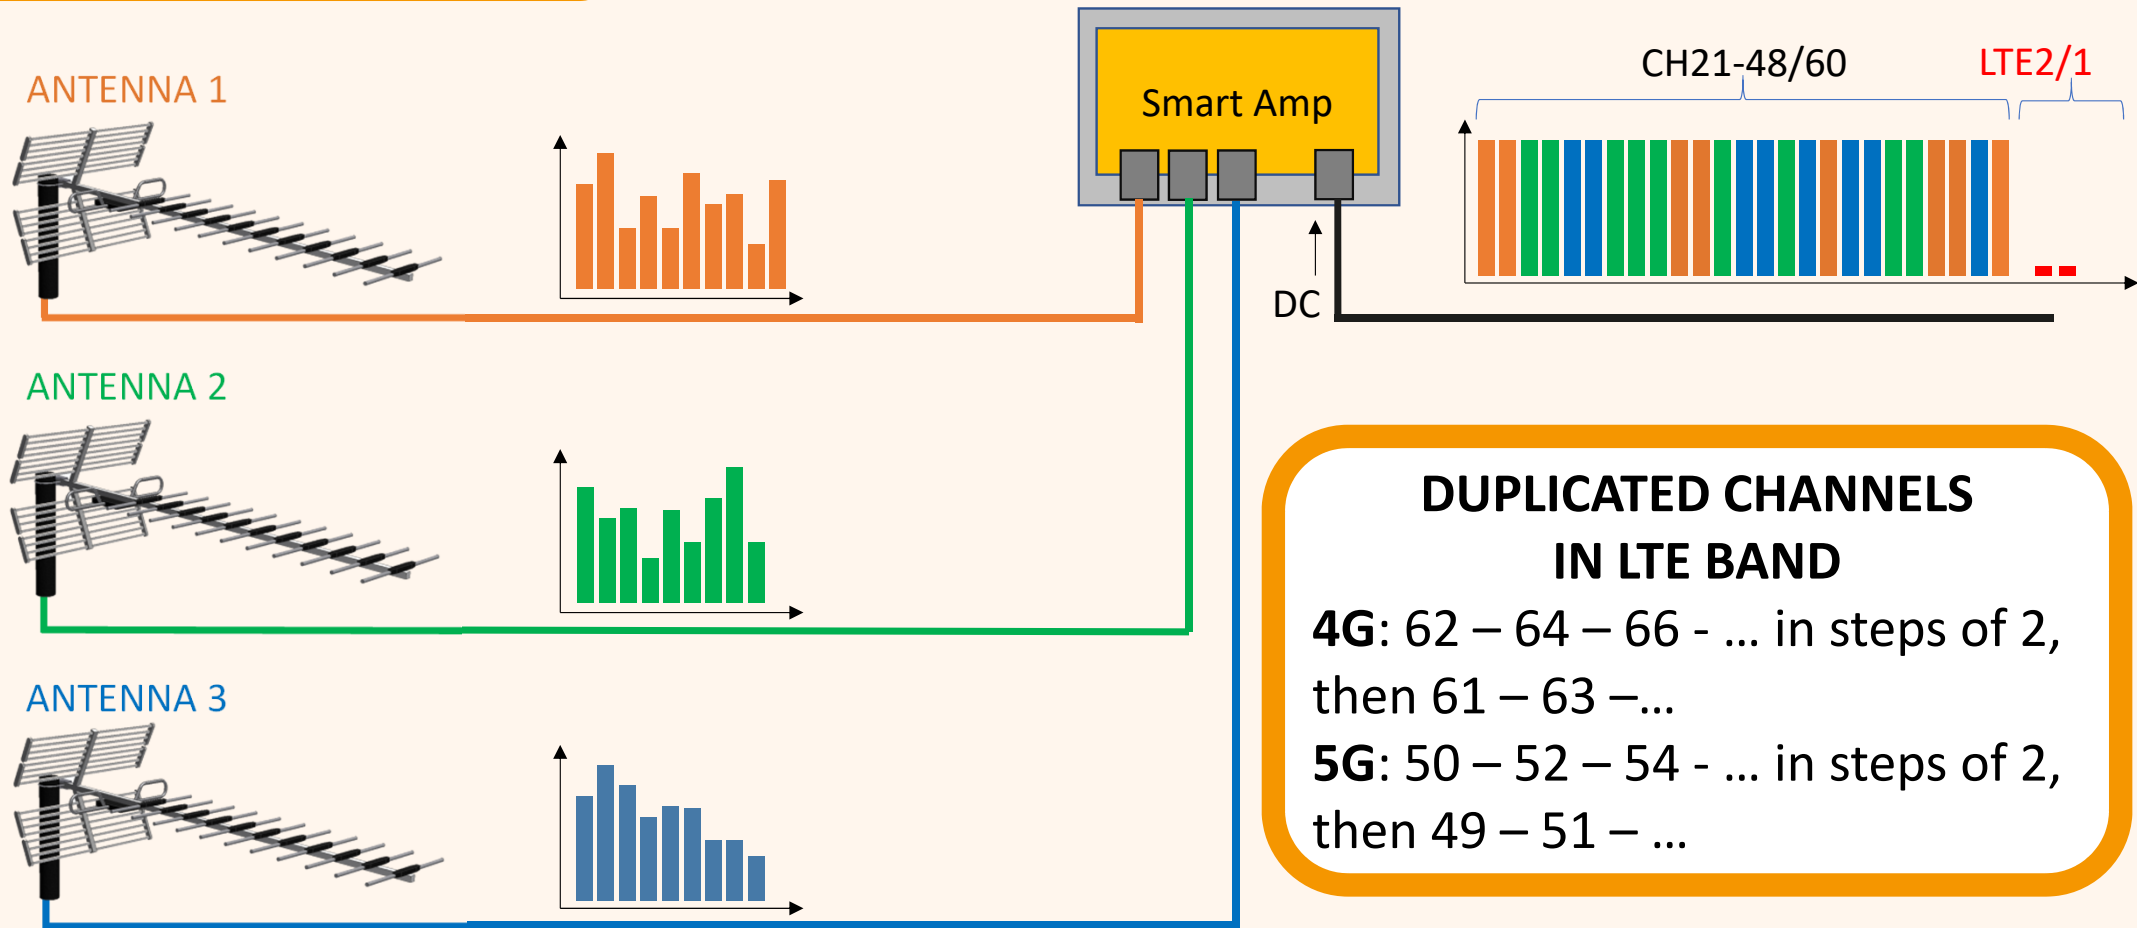 ANTENNA 1
Smart Amp
CH21-48/60
LTE2/1
DC
ANTENNA 2
ANTENNA 3
DUPLICATED CHANNELS
IN LTE BAND
4G: 62 – 64 – 66 - ... in steps of 2,
then 61 – 63 –...
5G: 50 – 52 – 54 - ... in steps of 2,
then 49 – 51 – ...